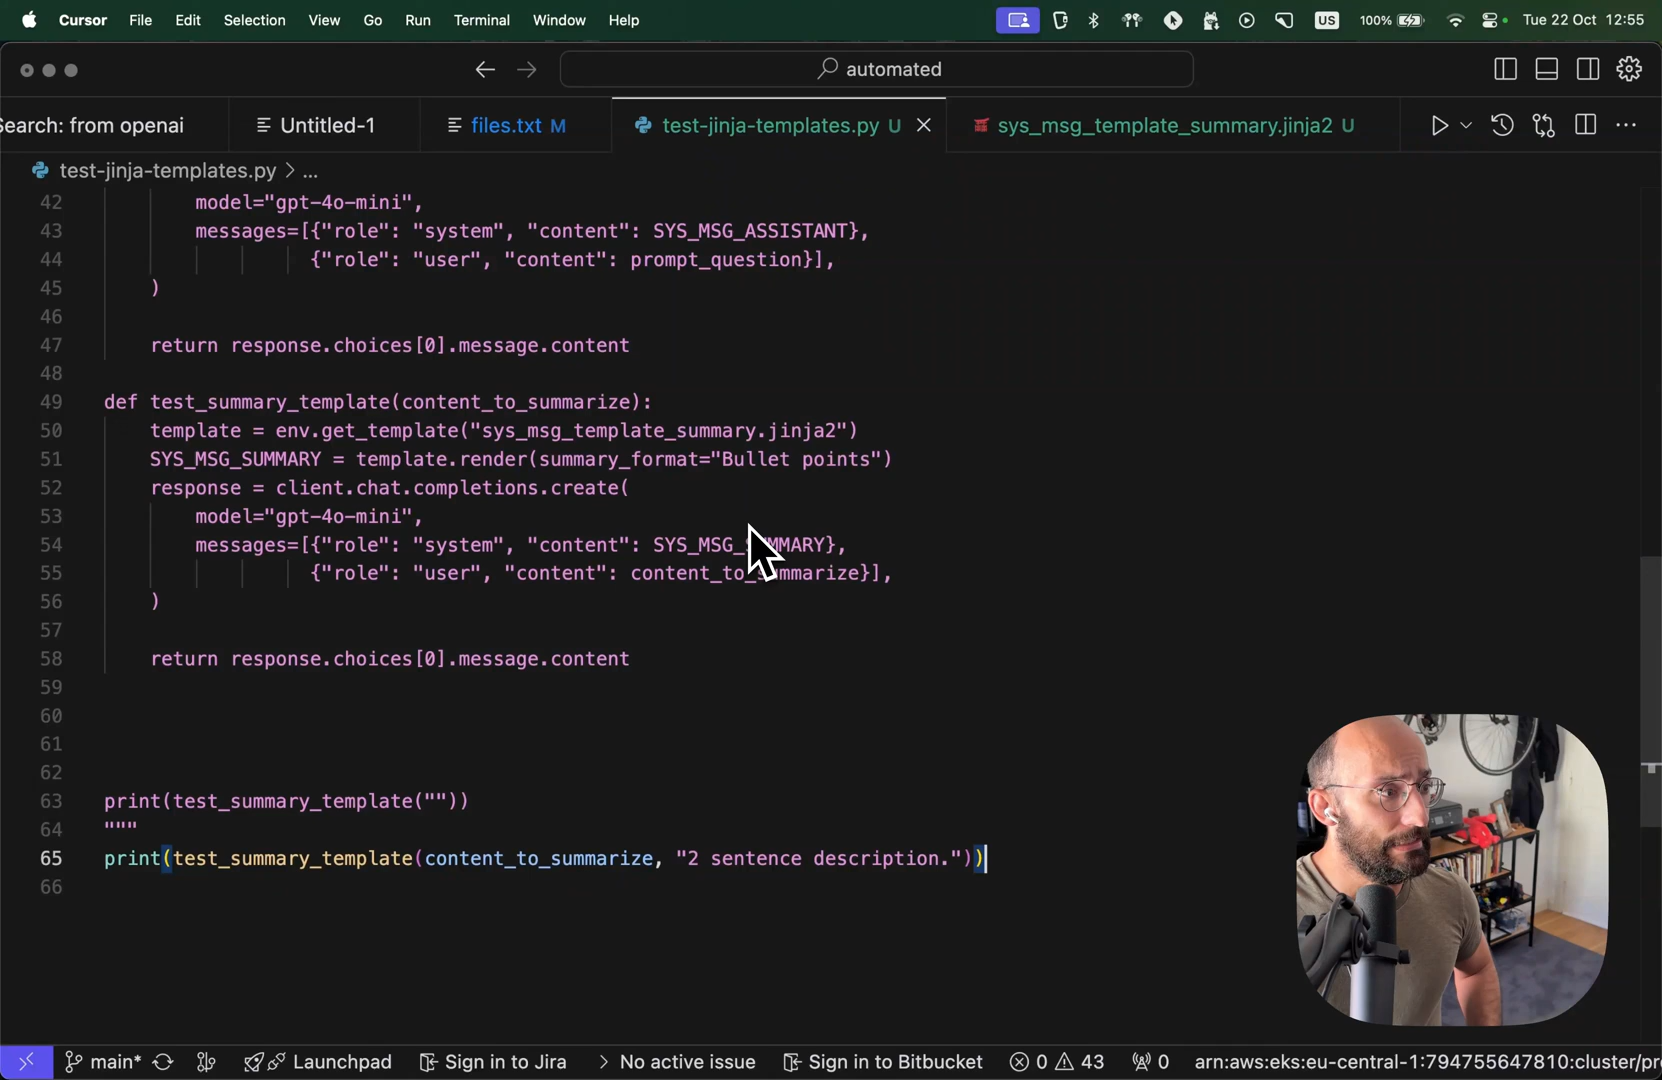 Cursor File Edit Selection View Go Run Terminal Window Help US 100% Tue 22 Oct 12:55
automated
Search: from openai Untitled-1 files.txt M test-jinja-templates.py U sys_msg_template_summary.jinja2 U
test-jinja-templates.py > ...
42 model="gpt-4o-mini",
43 messages=[{"role": "system", "content": SYS_MSG_ASSISTANT},
44 {"role": "user", "content": prompt_question}],
45 )
46
47 return response.choices[0].message.content
48
49 def test_summary_template(content_to_summarize):
50 template = env.get_template("sys_msg_template_summary.jinja2")
51 SYS_MSG_SUMMARY = template.render(summary_format="Bullet points")
52 response = client.chat.completions.create(
53 model="gpt-4o-mini",
54 messages=[{"role": "system", "content": SYS_MSG_SUMMARY},
55 {"role": "user", "content": content_to_summarize}],
56 )
57
58 return response.choices[0].message.content
59
60
61
62
63 print(test_summary_template(""))
64 """
65 print(test_summary_template(content_to_summarize, "2 sentence description."))
66
main* Launchpad Sign in to Jira > No active issue Sign in to Bitbucket 0 43 0 arn:aws:eks:eu-central-1:794755647810:cluster/pr